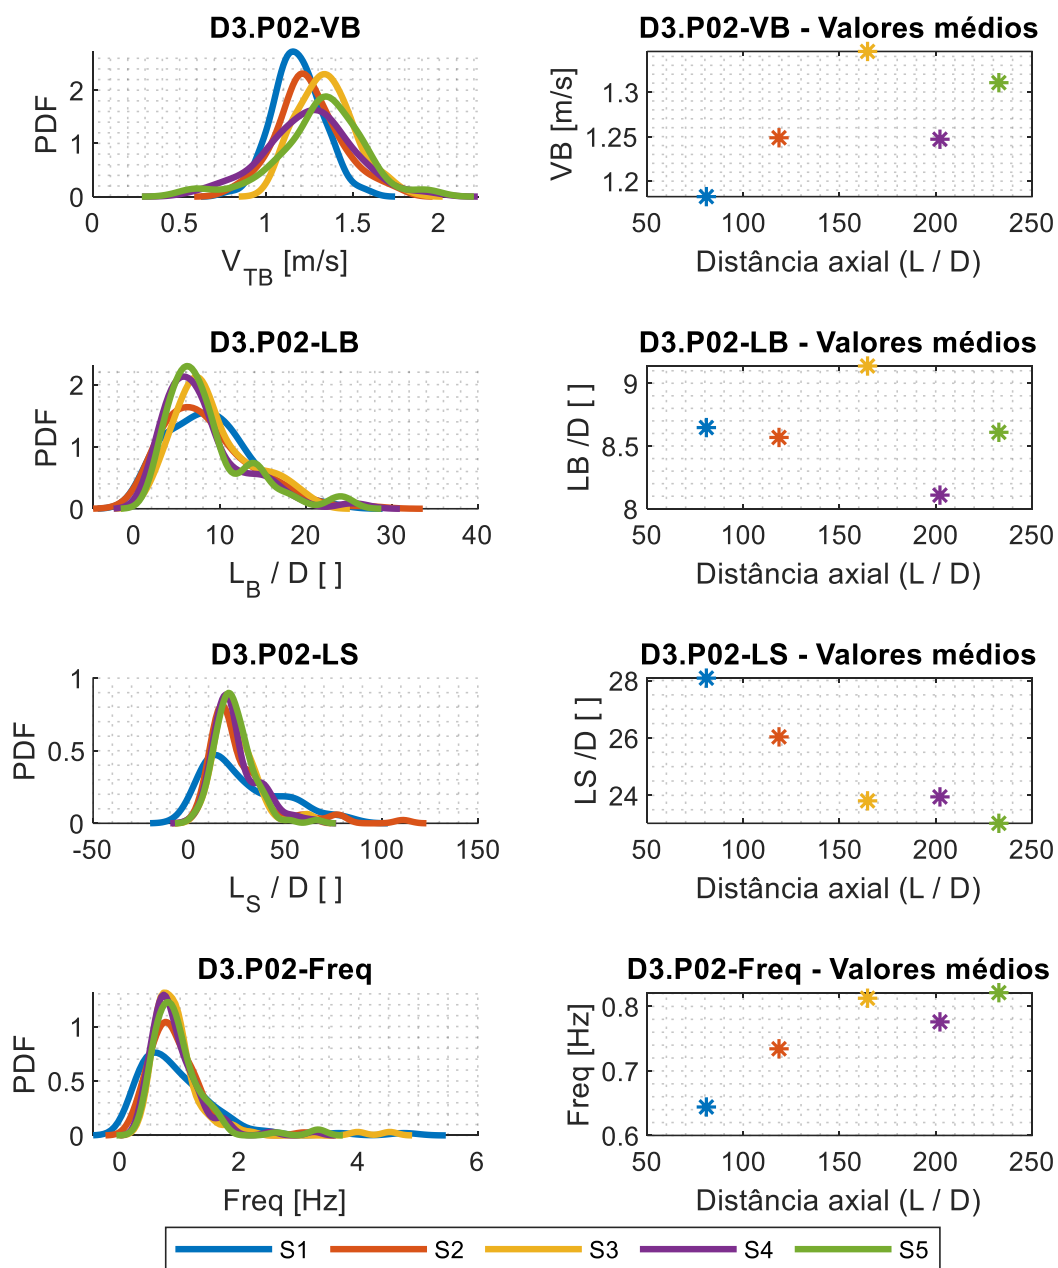 D3.P02-VB
PDF
2
1
0
0 0.5 1 1.5 2
V_TB [m/s]
D3.P02-VB - Valores médios
VB [m/s]
1.3
1.25
1.2
50 100 150 200 250
Distância axial (L / D)
D3.P02-LB
PDF
2
1
0
0 10 20 30 40
L_B / D [ ]
D3.P02-LB - Valores médios
LB /D [ ]
9
8.5
8
50 100 150 200 250
Distância axial (L / D)
D3.P02-LS
PDF
1
0.5
0
-50 0 50 100 150
L_S / D [ ]
D3.P02-LS - Valores médios
LS /D [ ]
28
26
24
50 100 150 200 250
Distância axial (L / D)
D3.P02-Freq
PDF
1
0.5
0
0 2 4 6
Freq [Hz]
D3.P02-Freq - Valores médios
Freq [Hz]
0.8
0.7
0.6
50 100 150 200 250
Distância axial (L / D)
S1 S2 S3 S4 S5